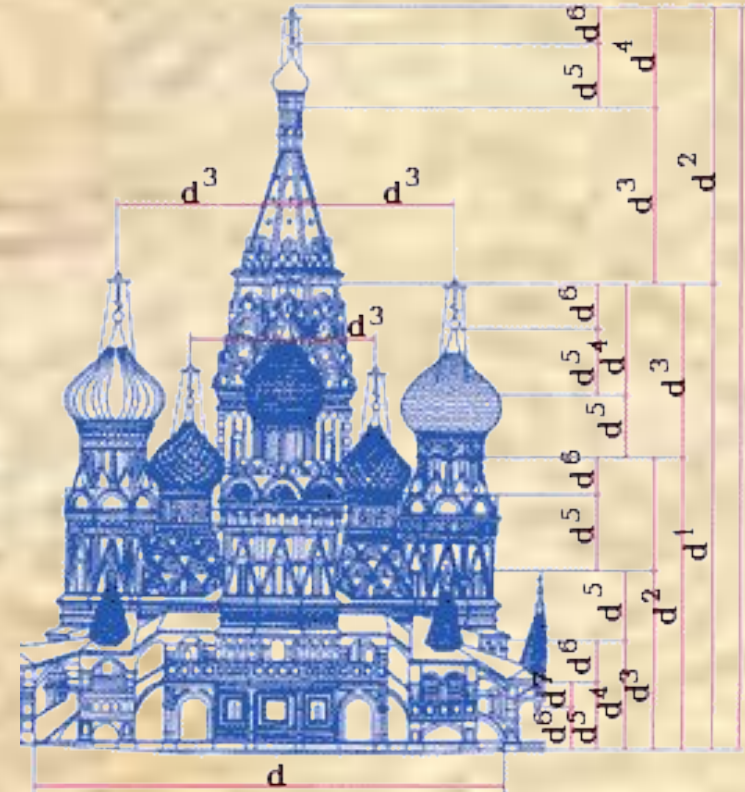 d⁶
d⁴
d⁵
d²
d³ d³ d³
d³
d⁶
d⁵ d⁴ d³
d⁵
d⁶
d⁵ d¹
d⁵ d²
d⁶ d³
d⁷ d⁴
d⁶ d⁵
d